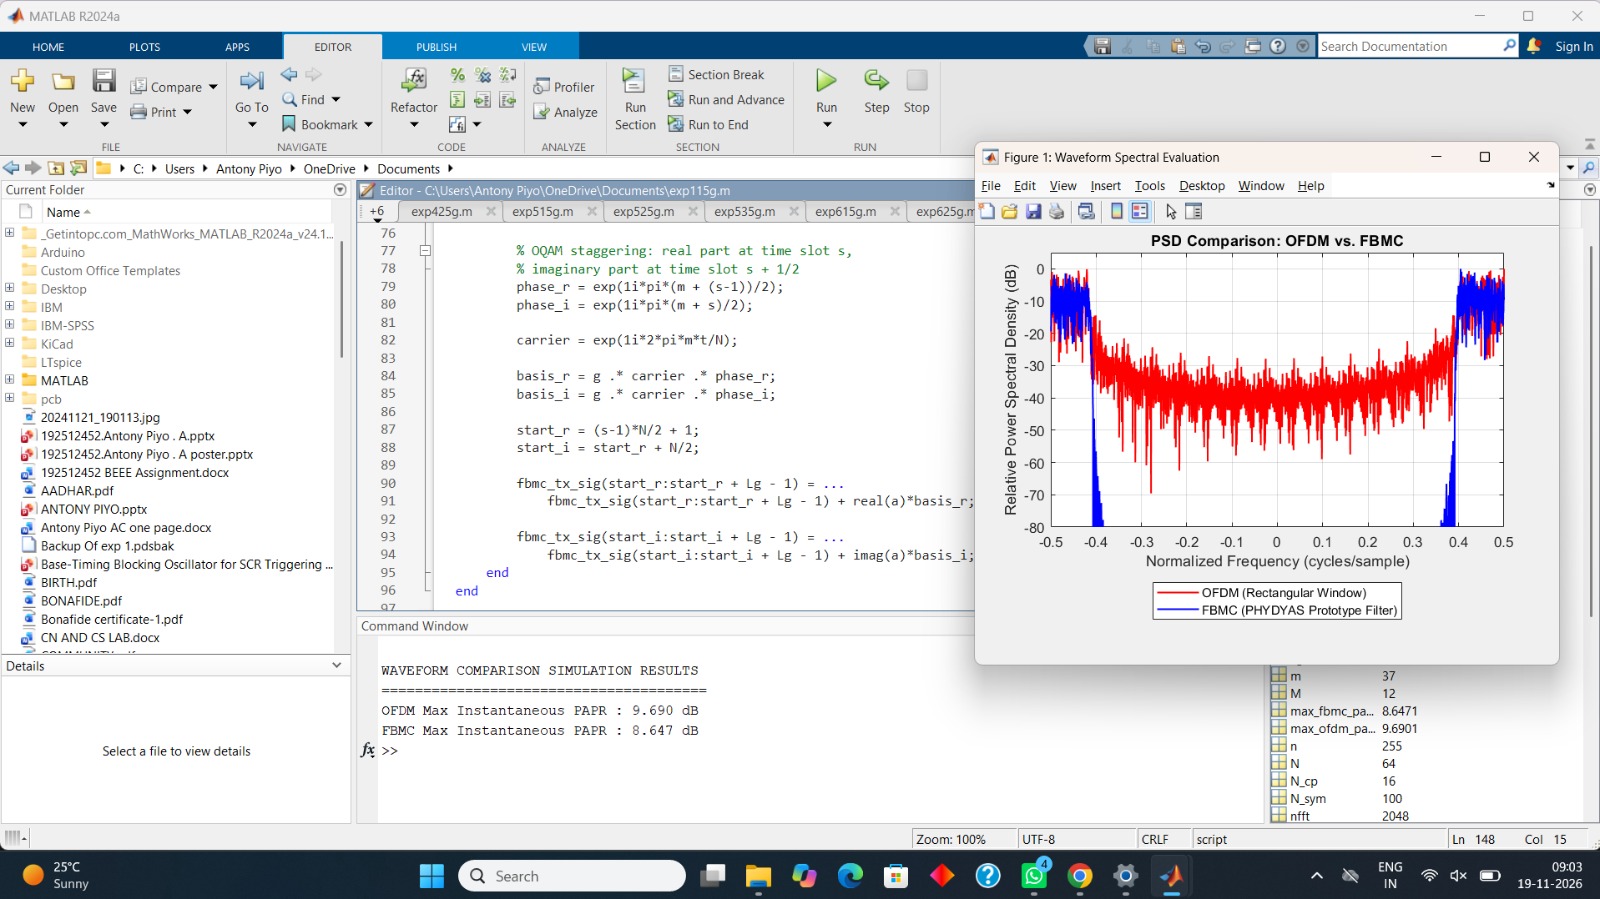 MATLAB R2024a
HOME PLOTS APPS EDITOR PUBLISH VIEW
Search Documentation
Sign In
New Open Save Compare Print
Go To Find Bookmark
Refactor
Profiler
Analyze
Run Section
Section Break
Run and Advance
Run to End
Run Step Stop
FILE NAVIGATE CODE ANALYZE SECTION RUN
C: Users Antony Piyo OneDrive Documents
Current Folder
Name
_Getintopc.com_MathWorks_MATLAB_R2024a_v24.1...
Arduino
Custom Office Templates
Desktop
IBM
IBM-SPSS
KiCad
LTspice
MATLAB
pcb
20241121_190113.jpg
192512452.Antony Piyo . A.pptx
192512452.Antony Piyo . A poster.pptx
192512452 BEEE Assignment.docx
AADHAR.pdf
ANTONY PIYO.pptx
Antony Piyo AC one page.docx
Backup Of exp 1.pdsbak
Base-Timing Blocking Oscillator for SCR Triggering ...
BIRTH.pdf
BONAFIDE.pdf
Bonafide certificate-1.pdf
CN AND CS LAB.docx
Details
Select a file to view details
Editor - C:\Users\Antony Piyo\OneDrive\Documents\exp115g.m
+6 exp425g.m exp515g.m exp525g.m exp535g.m exp615g.m exp625g.m
76
77 % OQAM staggering: real part at time slot s,
78 % imaginary part at time slot s + 1/2
79 phase_r = exp(1i*pi*(m + (s-1))/2);
80 phase_i = exp(1i*pi*(m + s)/2);
81
82 carrier = exp(1i*2*pi*m*t/N);
83
84 basis_r = g .* carrier .* phase_r;
85 basis_i = g .* carrier .* phase_i;
86
87 start_r = (s-1)*N/2 + 1;
88 start_i = start_r + N/2;
89
90 fbmc_tx_sig(start_r:start_r + Lg - 1) = ...
91 fbmc_tx_sig(start_r:start_r + Lg - 1) + real(a)*basis_r;
92
93 fbmc_tx_sig(start_i:start_i + Lg - 1) = ...
94 fbmc_tx_sig(start_i:start_i + Lg - 1) + imag(a)*basis_i;
95 end
96 end
97
Command Window
WAVEFORM COMPARISON SIMULATION RESULTS
=======================================
OFDM Max Instantaneous PAPR : 9.690 dB
FBMC Max Instantaneous PAPR : 8.647 dB
fx >>
Figure 1: Waveform Spectral Evaluation
File Edit View Insert Tools Desktop Window Help
PSD Comparison: OFDM vs. FBMC
Relative Power Spectral Density (dB)
0
-10
-20
-30
-40
-50
-60
-70
-80
-0.5 -0.4 -0.3 -0.2 -0.1 0 0.1 0.2 0.3 0.4 0.5
Normalized Frequency (cycles/sample)
OFDM (Rectangular Window)
FBMC (PHYDYAS Prototype Filter)
m 37
M 12
max_fbmc_pa... 8.6471
max_ofdm_pa... 9.6901
n 255
N 64
N_cp 16
N_sym 100
nfft 2048
Zoom: 100% UTF-8 CRLF script Ln 148 Col 15
25°C
Sunny
Search
4
ENG
IN
09:03
19-11-2026